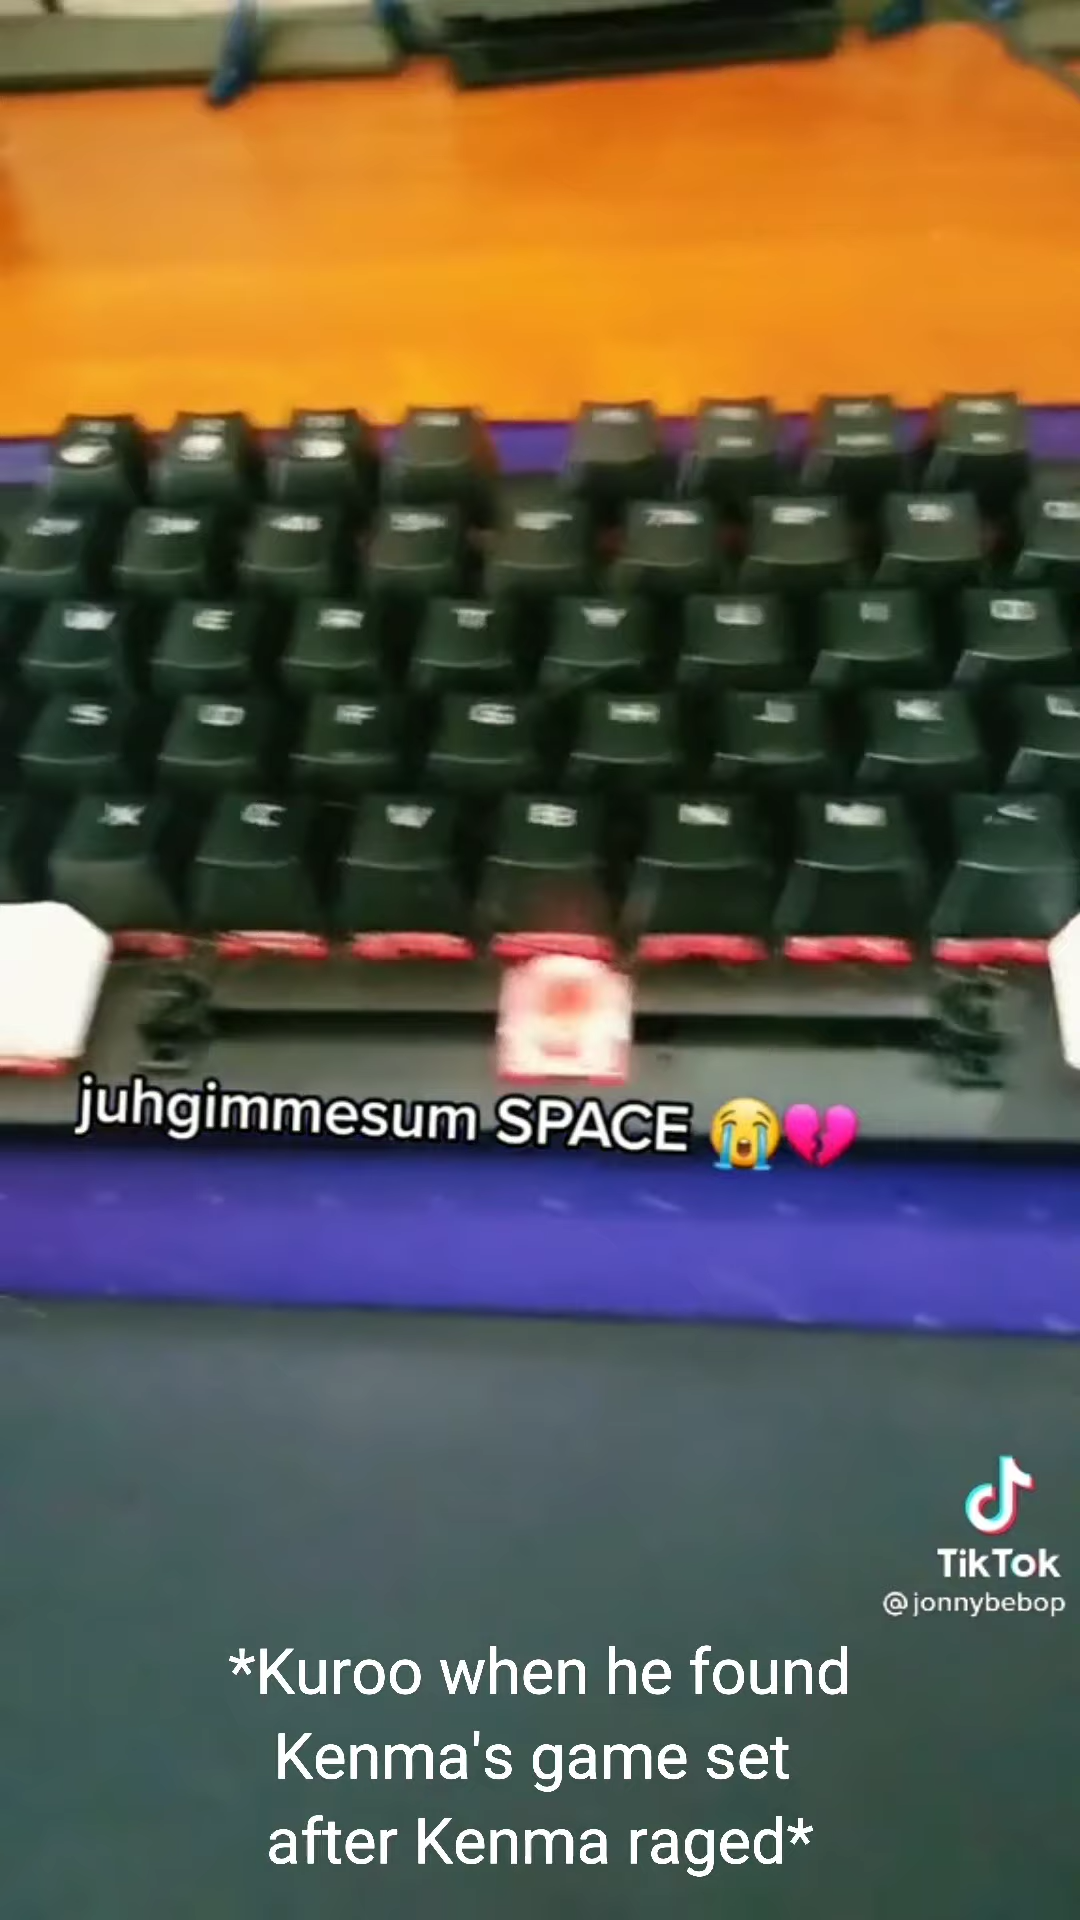 W E R T Y U I O
S D F G H J K L
X C V B N M <
juhgimmesum SPACE 😭💔
TikTok
@jonnybebop
*Kuroo when he found
Kenma's game set
after Kenma raged*